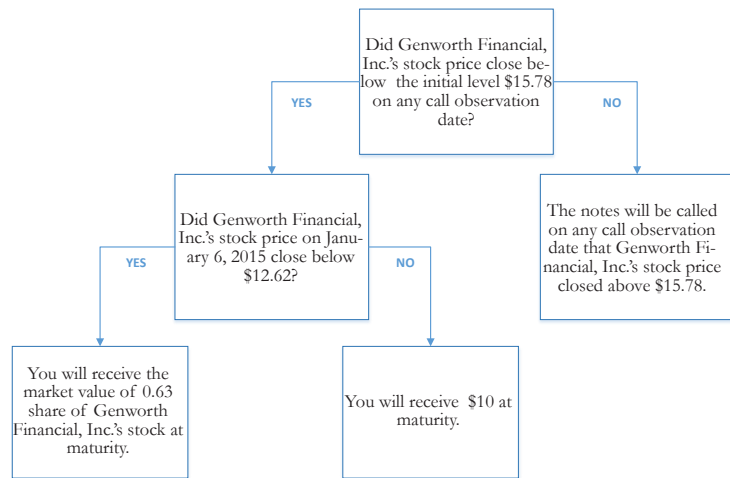 Did Genworth Financial,
Inc.'s stock price close be-
low the initial level $15.78
on any call observation
date?
YES
NO
Did Genworth Financial,
Inc.'s stock price on Janu-
ary 6, 2015 close below
$12.62?
The notes will be called
on any call observation
date that Genworth Fi-
nancial, Inc.'s stock price
closed above $15.78.
YES
NO
You will receive the
market value of 0.63
share of Genworth
Financial, Inc.'s stock at
maturity.
You will receive $10 at
maturity.